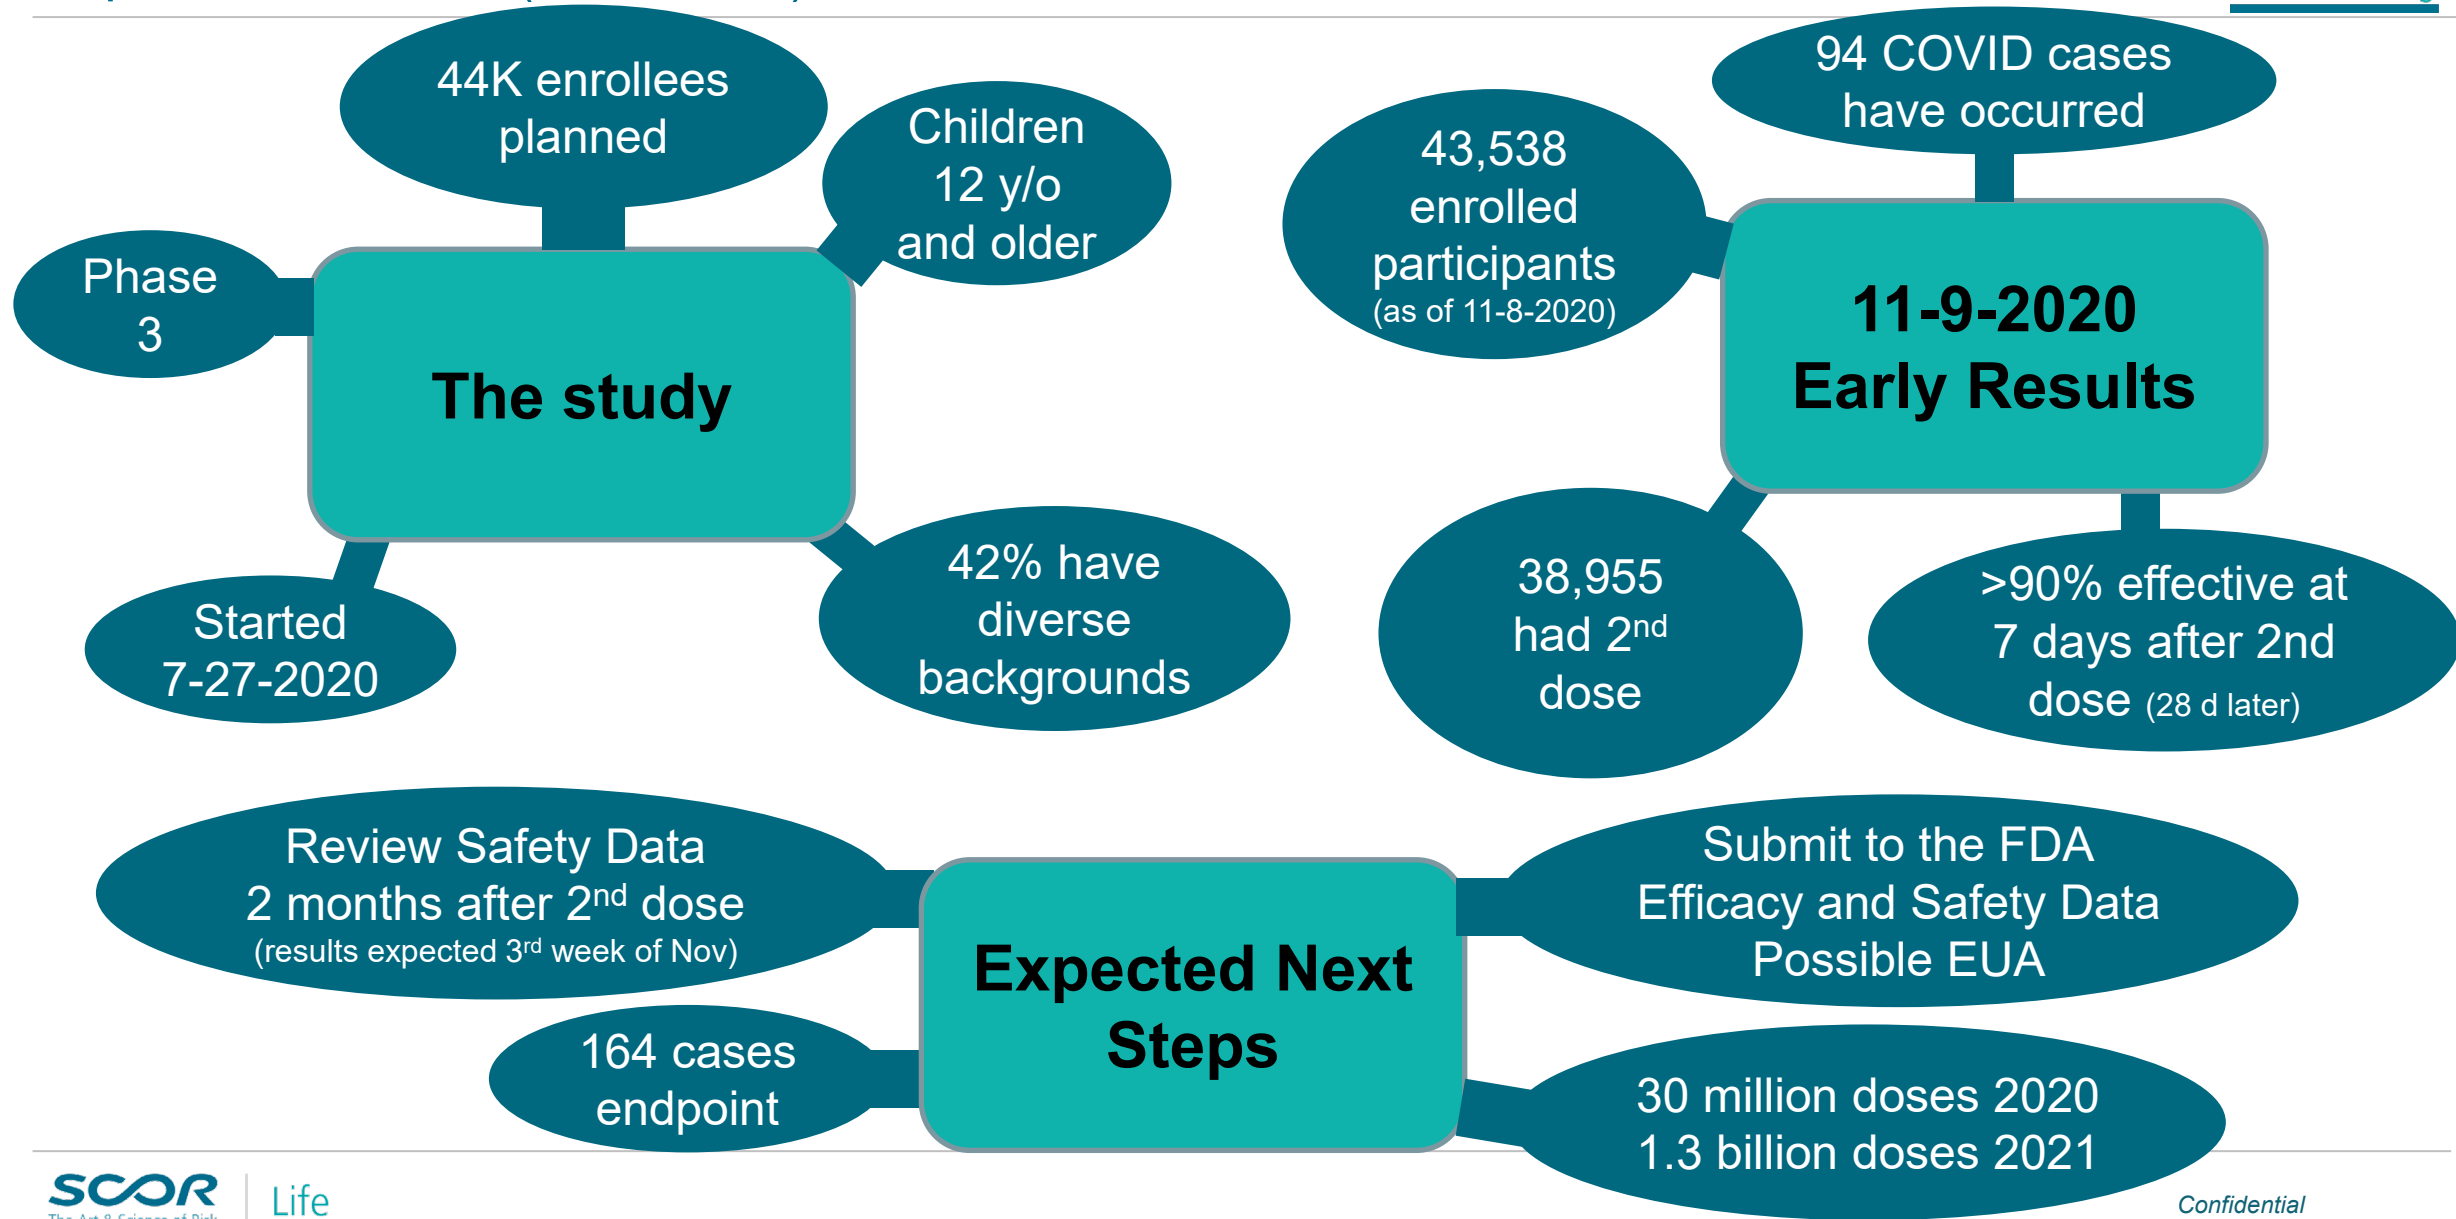 44K enrollees
planned
Children
12 y/o
and older
Phase
3
The study
Started
7-27-2020
42% have
diverse
backgrounds
94 COVID cases
have occurred
43,538
enrolled
participants
(as of 11-8-2020)
11-9-2020
Early Results
38,955
had 2nd
dose
>90% effective at
7 days after 2nd
dose (28 d later)
Review Safety Data
2 months after 2nd dose
(results expected 3rd week of Nov)
164 cases
endpoint
Expected Next
Steps
Submit to the FDA
Efficacy and Safety Data
Possible EUA
30 million doses 2020
1.3 billion doses 2021
SCOR
The Art & Science of Risk
Life
Confidential